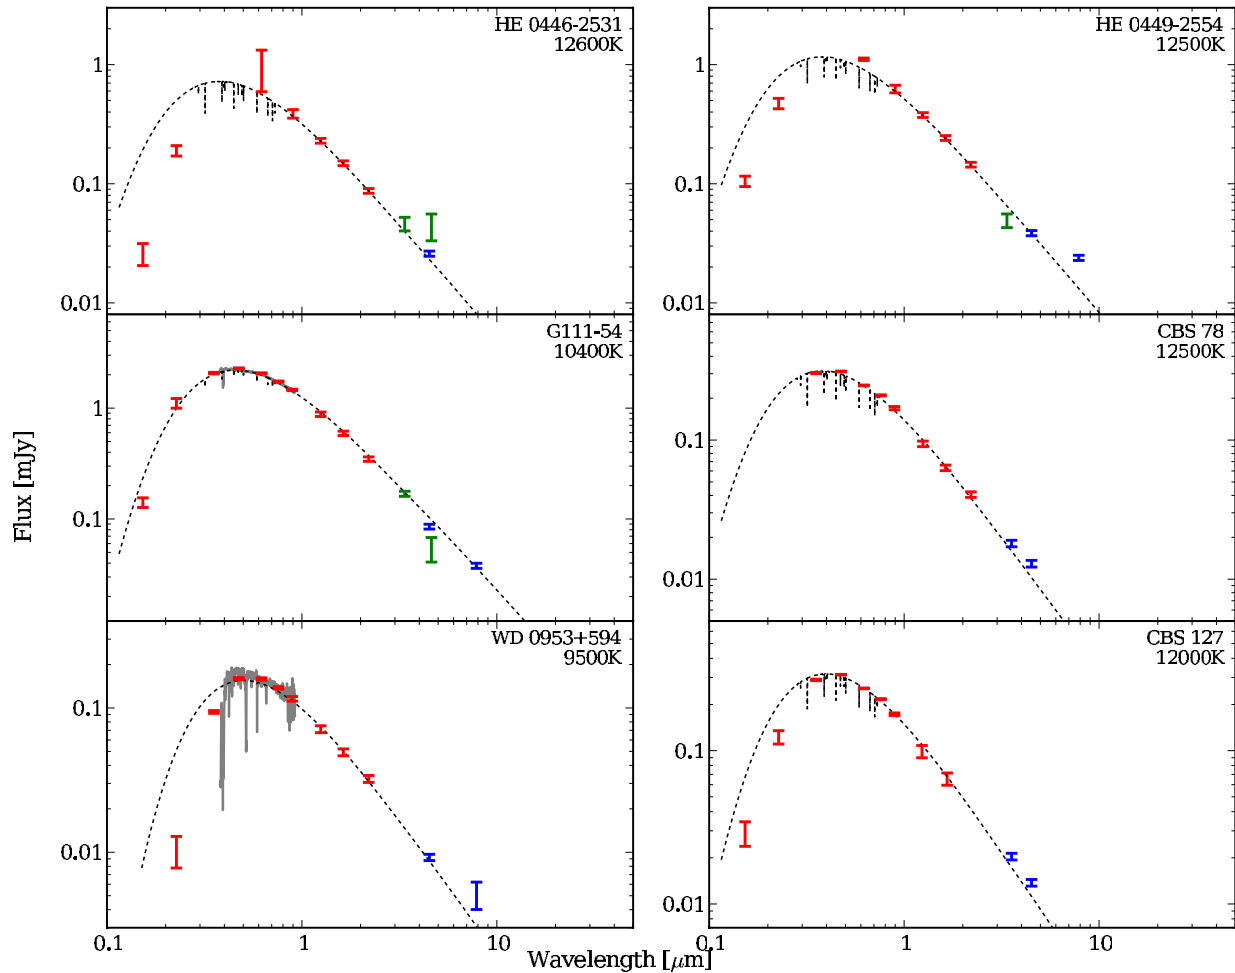 HE 0446-2531
12600K
1
0.1
0.01
HE 0449-2554
12500K
1
0.1
0.01
G111-54
10400K
1
0.1
CBS 78
12500K
0.1
0.01
WD 0953+594
9500K
0.1
0.01
0.1
1
10
CBS 127
12000K
0.1
0.01
0.1
1
10
Flux [mJy]
Wavelength [μm]